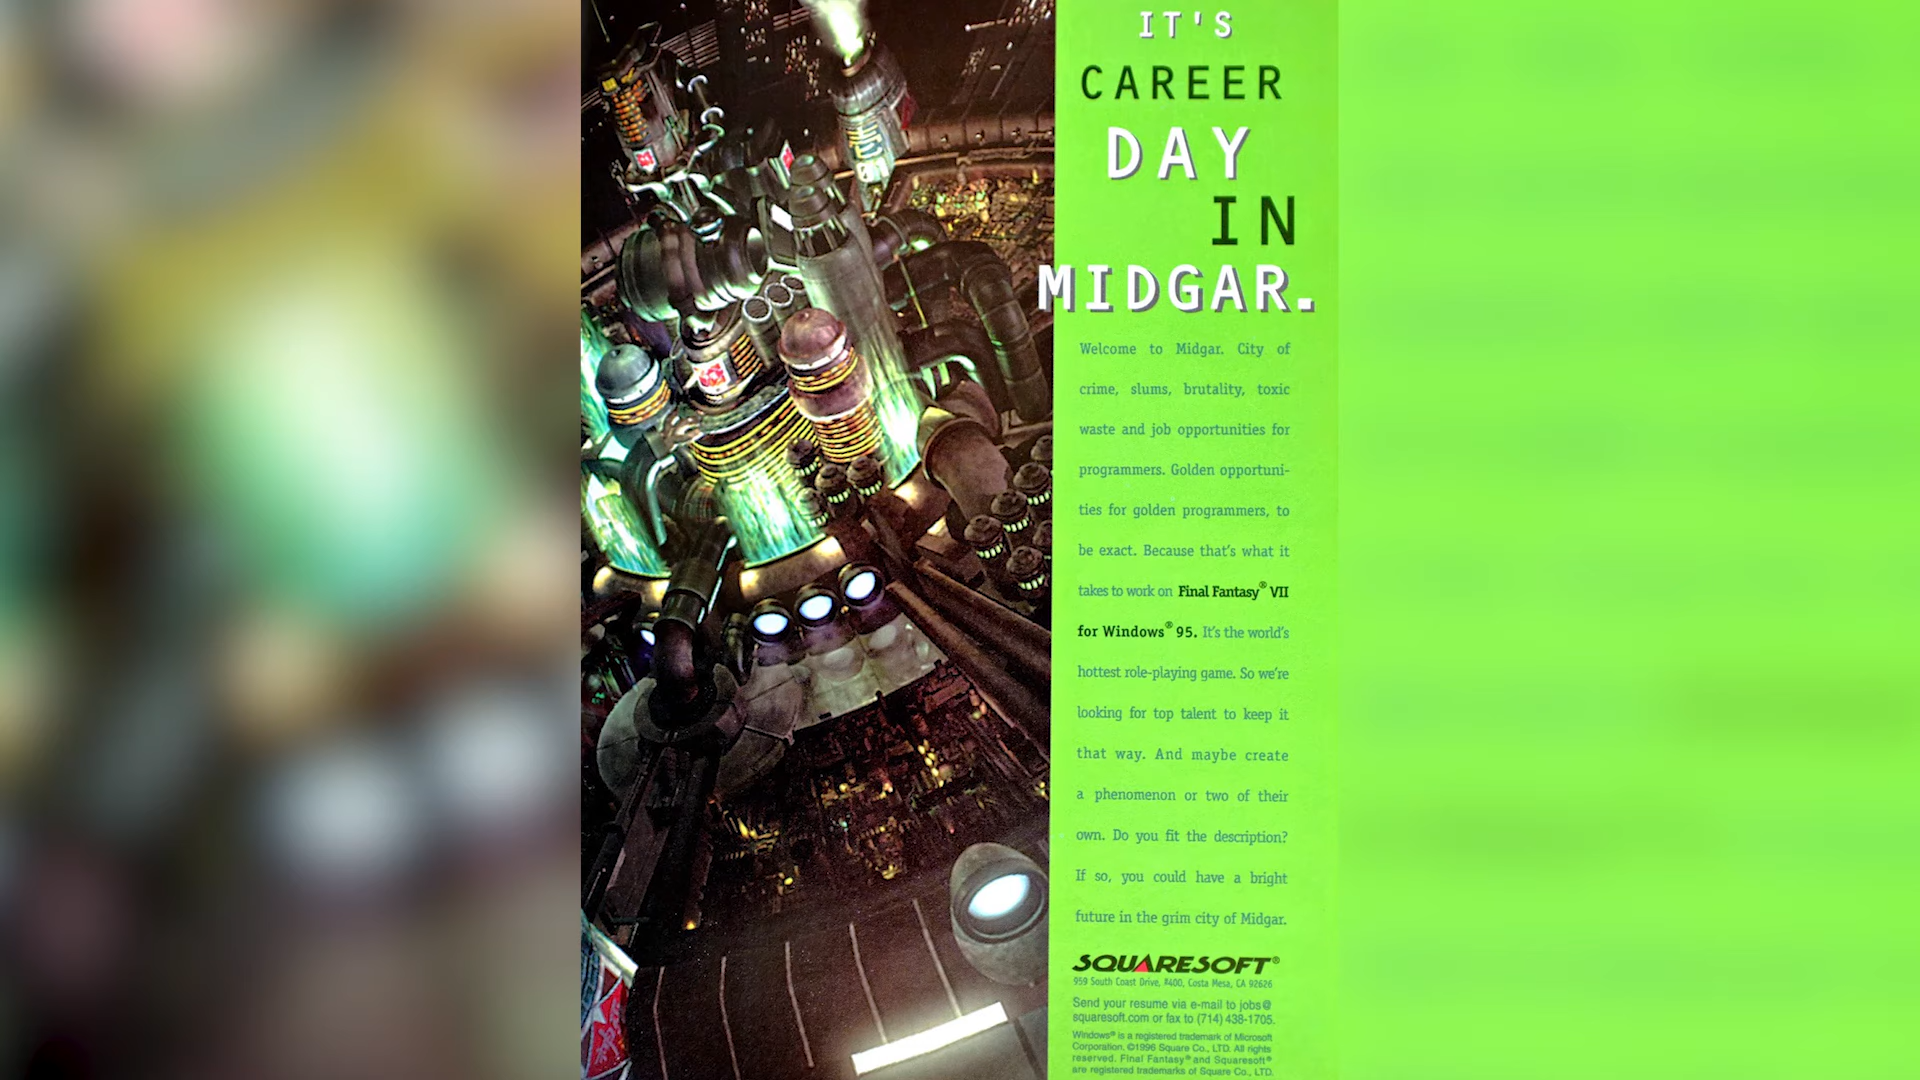 IT'S
CAREER
DAY
IN
MIDGAR.
Welcome to Midgar. City of
crime, slums, brutality, toxic
waste and job opportunities for
programmers. Golden opportuni-
ties for golden programmers, to
be exact. Because that's what it
takes to work on Final Fantasy® VII
for Windows® 95. It's the world's
hottest role-playing game. So we're
looking for top talent to keep it
that way. And maybe create
a phenomenon or two of their
own. Do you fit the description?
If so, you could have a bright
future in the grim city of Midgar.
SQUARESOFT®
959 South Coast Drive, #400, Costa Mesa, CA 92626
Send your resume via e-mail to jobs@
squaresoft.com or fax to (714) 438-1705.
Windows® is a registered trademark of Microsoft
Corporation. ©1996 Square Co., LTD. All rights
reserved. Final Fantasy® and Squaresoft®
are registered trademarks of Square Co., LTD.